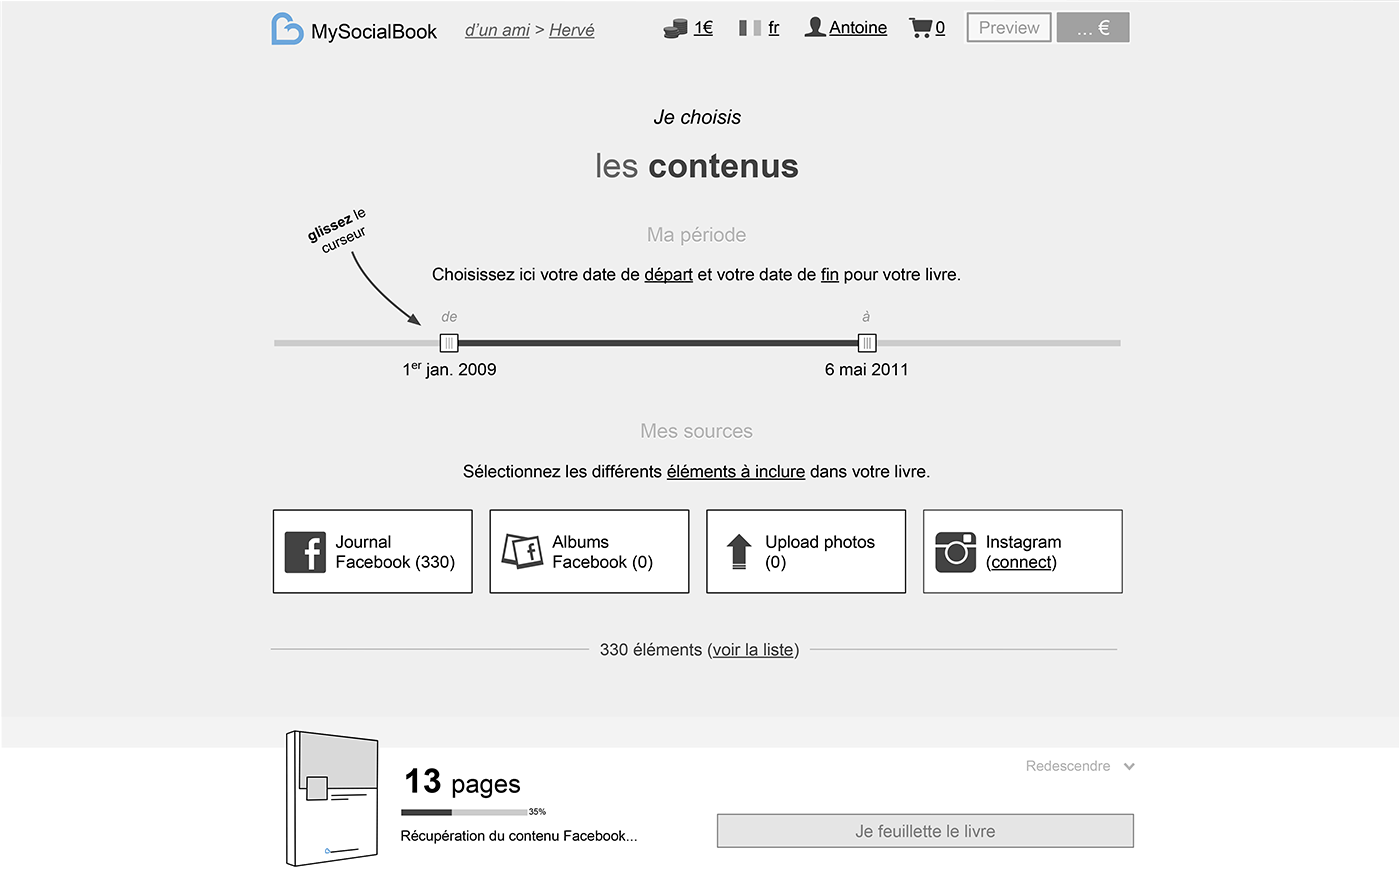 MySocialBook d'un ami > Hervé 1€ fr Antoine 0 Preview ... €
Je choisis
les contenus
glissez le
curseur
Ma période
Choisissez ici votre date de départ et votre date de fin pour votre livre.
de à
1er jan. 2009 6 mai 2011
Mes sources
Sélectionnez les différents éléments à inclure dans votre livre.
Journal
Facebook (330)
Albums
Facebook (0)
Upload photos
(0)
Instagram
(connect)
330 éléments (voir la liste)
13 pages
35%
Récupération du contenu Facebook...
Redescendre
Je feuillette le livre